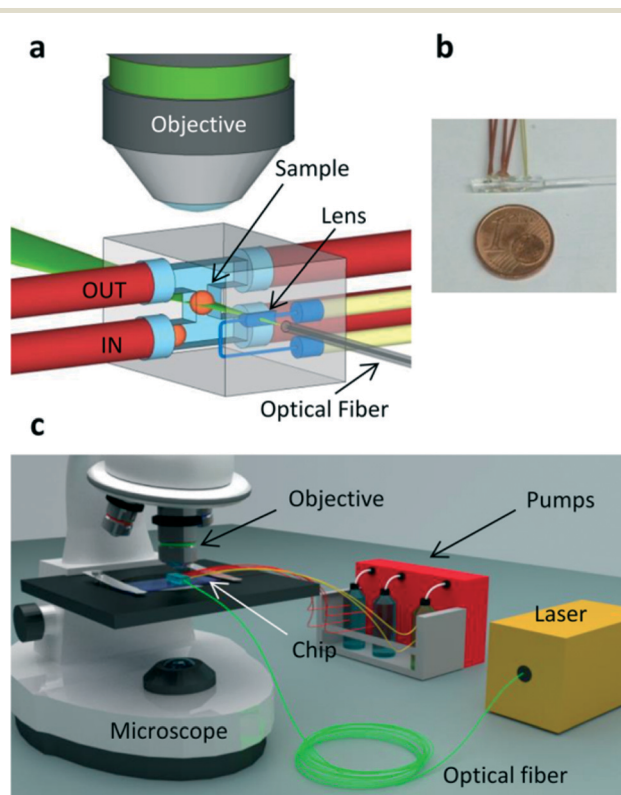 a
b
Objective
Sample
Lens
OUT
IN
Optical Fiber
c
Objective
Pumps
Laser
Chip
Microscope
Optical fiber